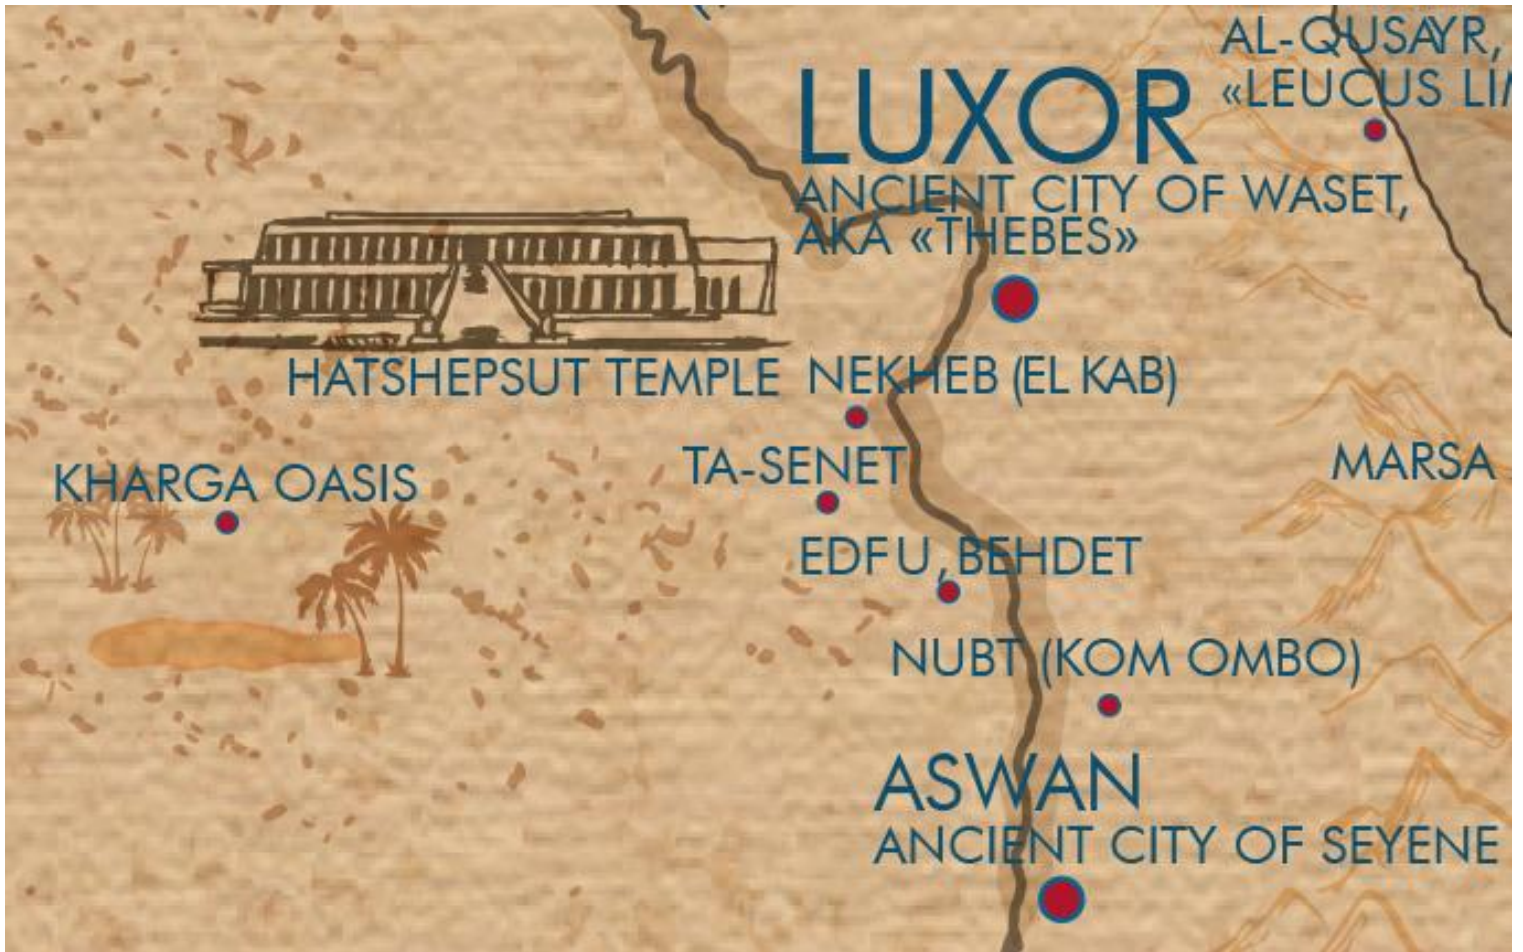 AL-QUSAYR,
«LEUCUS
LUXOR
ANCIENT CITY OF WASET,
AKA «THEBES»
HATSHEPSUT TEMPLE
NEKHEB (EL KAB)
TA-SENET
MARSA
KHARGA OASIS
EDFU, BEHDET
NUBT (KOM OMBO)
ASWAN
ANCIENT CITY OF SEYENE